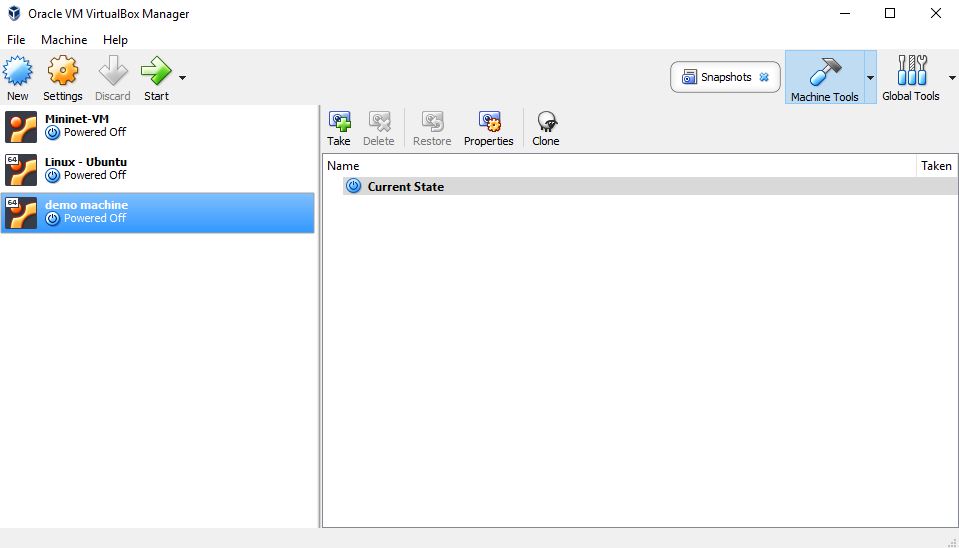 Oracle VM VirtualBox Manager
File Machine Help
New Settings Discard Start Snapshots Machine Tools Global Tools
Mininet-VM
Powered Off
64
Linux - Ubuntu
Powered Off
64
demo machine
Powered Off
Take Delete Restore Properties Clone
Name Taken
Current State